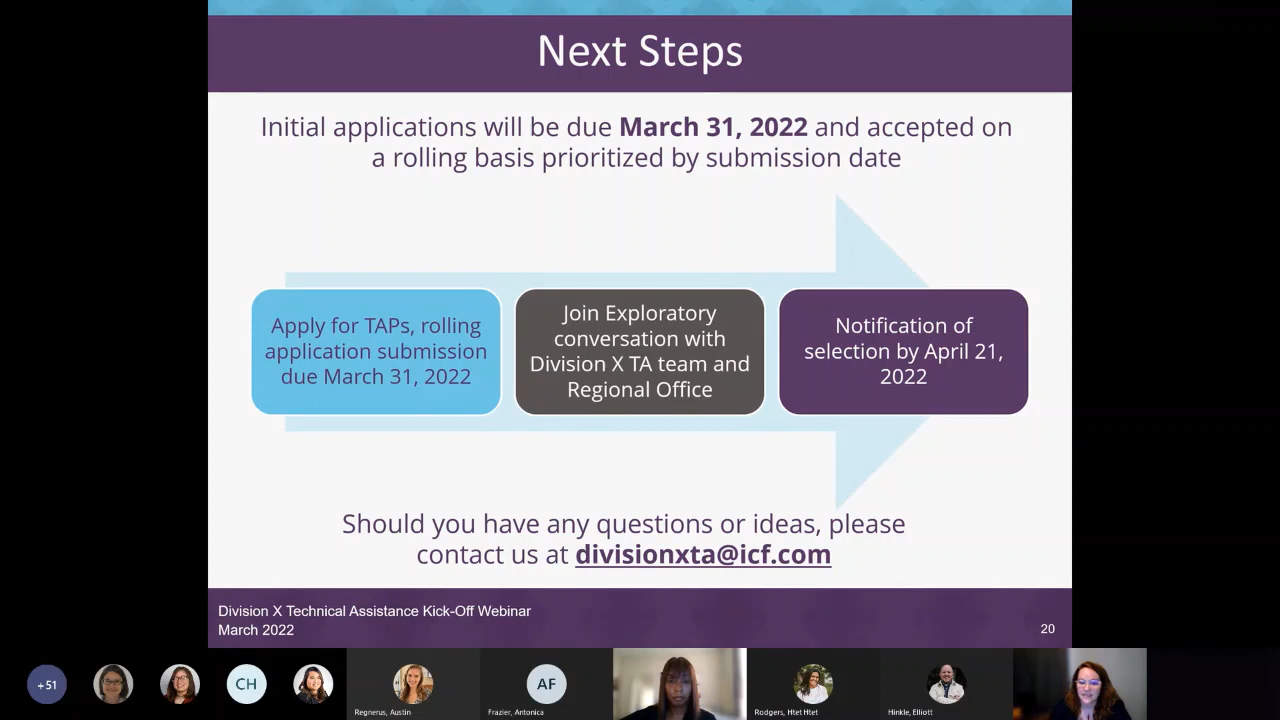 Next Steps
Initial applications will be due March 31, 2022 and accepted on
a rolling basis prioritized by submission date
Apply for TAPs, rolling
application submission
due March 31, 2022
Join Exploratory
conversation with
Division X TA team and
Regional Office
Notification of
selection by April 21,
2022
Should you have any questions or ideas, please
contact us at divisionxta@icf.com
Division X Technical Assistance Kick-Off Webinar
March 2022
20
+51
CH
Regnerus, Austin
AF
Frazier, Antonica
Rodgers, Htet Htet
Hinkle, Elliott